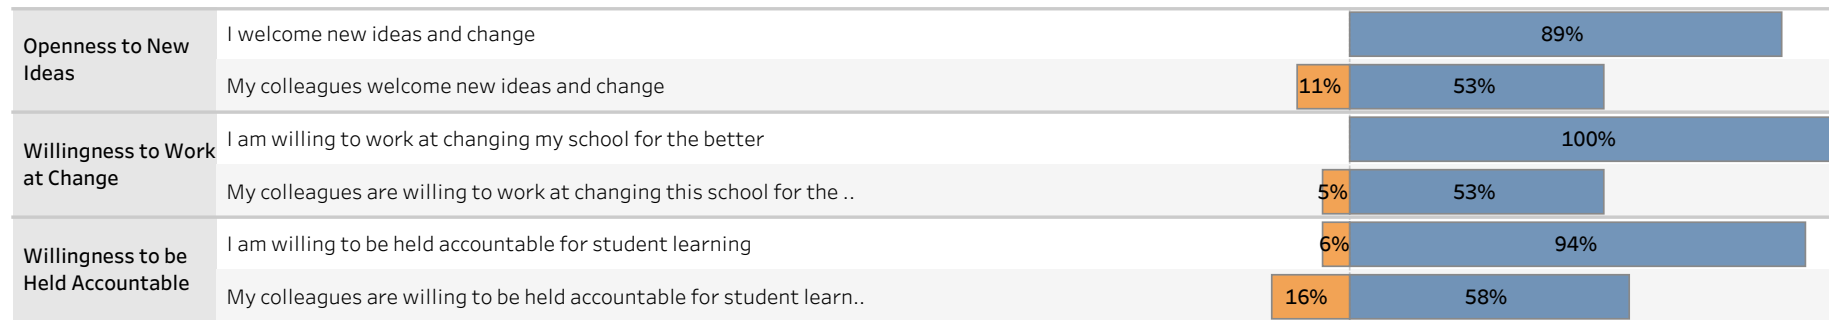 Openness to New
Ideas
I welcome new ideas and change
89%
My colleagues welcome new ideas and change
11%
53%
Willingness to Work
at Change
I am willing to work at changing my school for the better
100%
My colleagues are willing to work at changing this school for the ..
5%
53%
Willingness to be
Held Accountable
I am willing to be held accountable for student learning
6%
94%
My colleagues are willing to be held accountable for student learn..
16%
58%